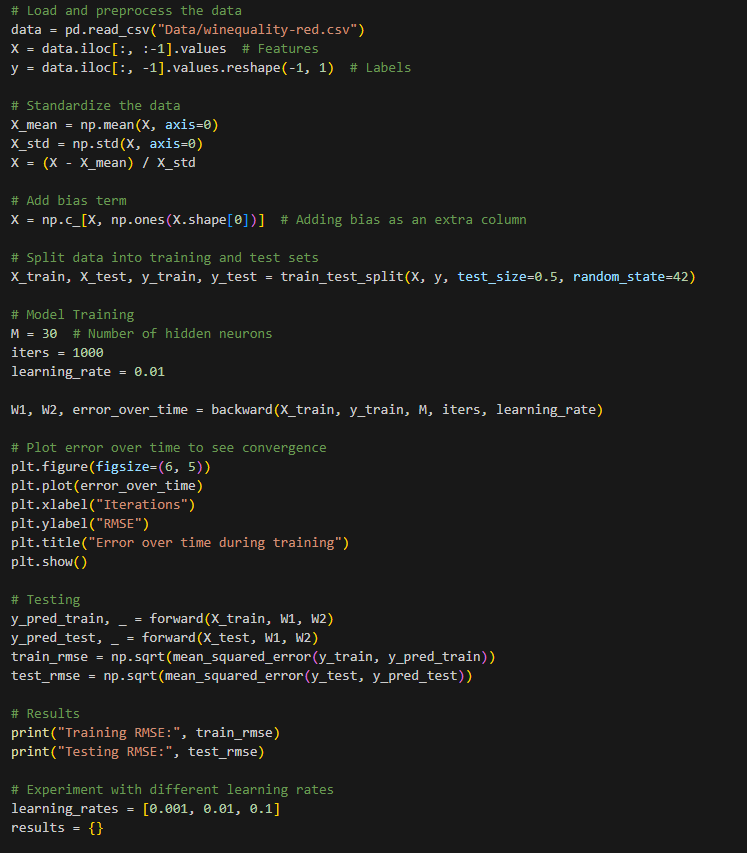 # Load and preprocess the data
data = pd.read_csv("Data/winequality-red.csv")
X = data.iloc[:, :-1].values  # Features
y = data.iloc[:, -1].values.reshape(-1, 1)  # Labels

# Standardize the data
X_mean = np.mean(X, axis=0)
X_std = np.std(X, axis=0)
X = (X - X_mean) / X_std

# Add bias term
X = np.c_[X, np.ones(X.shape[0])]  # Adding bias as an extra column

# Split data into training and test sets
X_train, X_test, y_train, y_test = train_test_split(X, y, test_size=0.5, random_state=42)

# Model Training
M = 30  # Number of hidden neurons
iters = 1000
learning_rate = 0.01

W1, W2, error_over_time = backward(X_train, y_train, M, iters, learning_rate)

# Plot error over time to see convergence
plt.figure(figsize=(6, 5))
plt.plot(error_over_time)
plt.xlabel("Iterations")
plt.ylabel("RMSE")
plt.title("Error over time during training")
plt.show()

# Testing
y_pred_train, _ = forward(X_train, W1, W2)
y_pred_test, _ = forward(X_test, W1, W2)
train_rmse = np.sqrt(mean_squared_error(y_train, y_pred_train))
test_rmse = np.sqrt(mean_squared_error(y_test, y_pred_test))

# Results
print("Training RMSE:", train_rmse)
print("Testing RMSE:", test_rmse)

# Experiment with different learning rates
learning_rates = [0.001, 0.01, 0.1]
results = {}